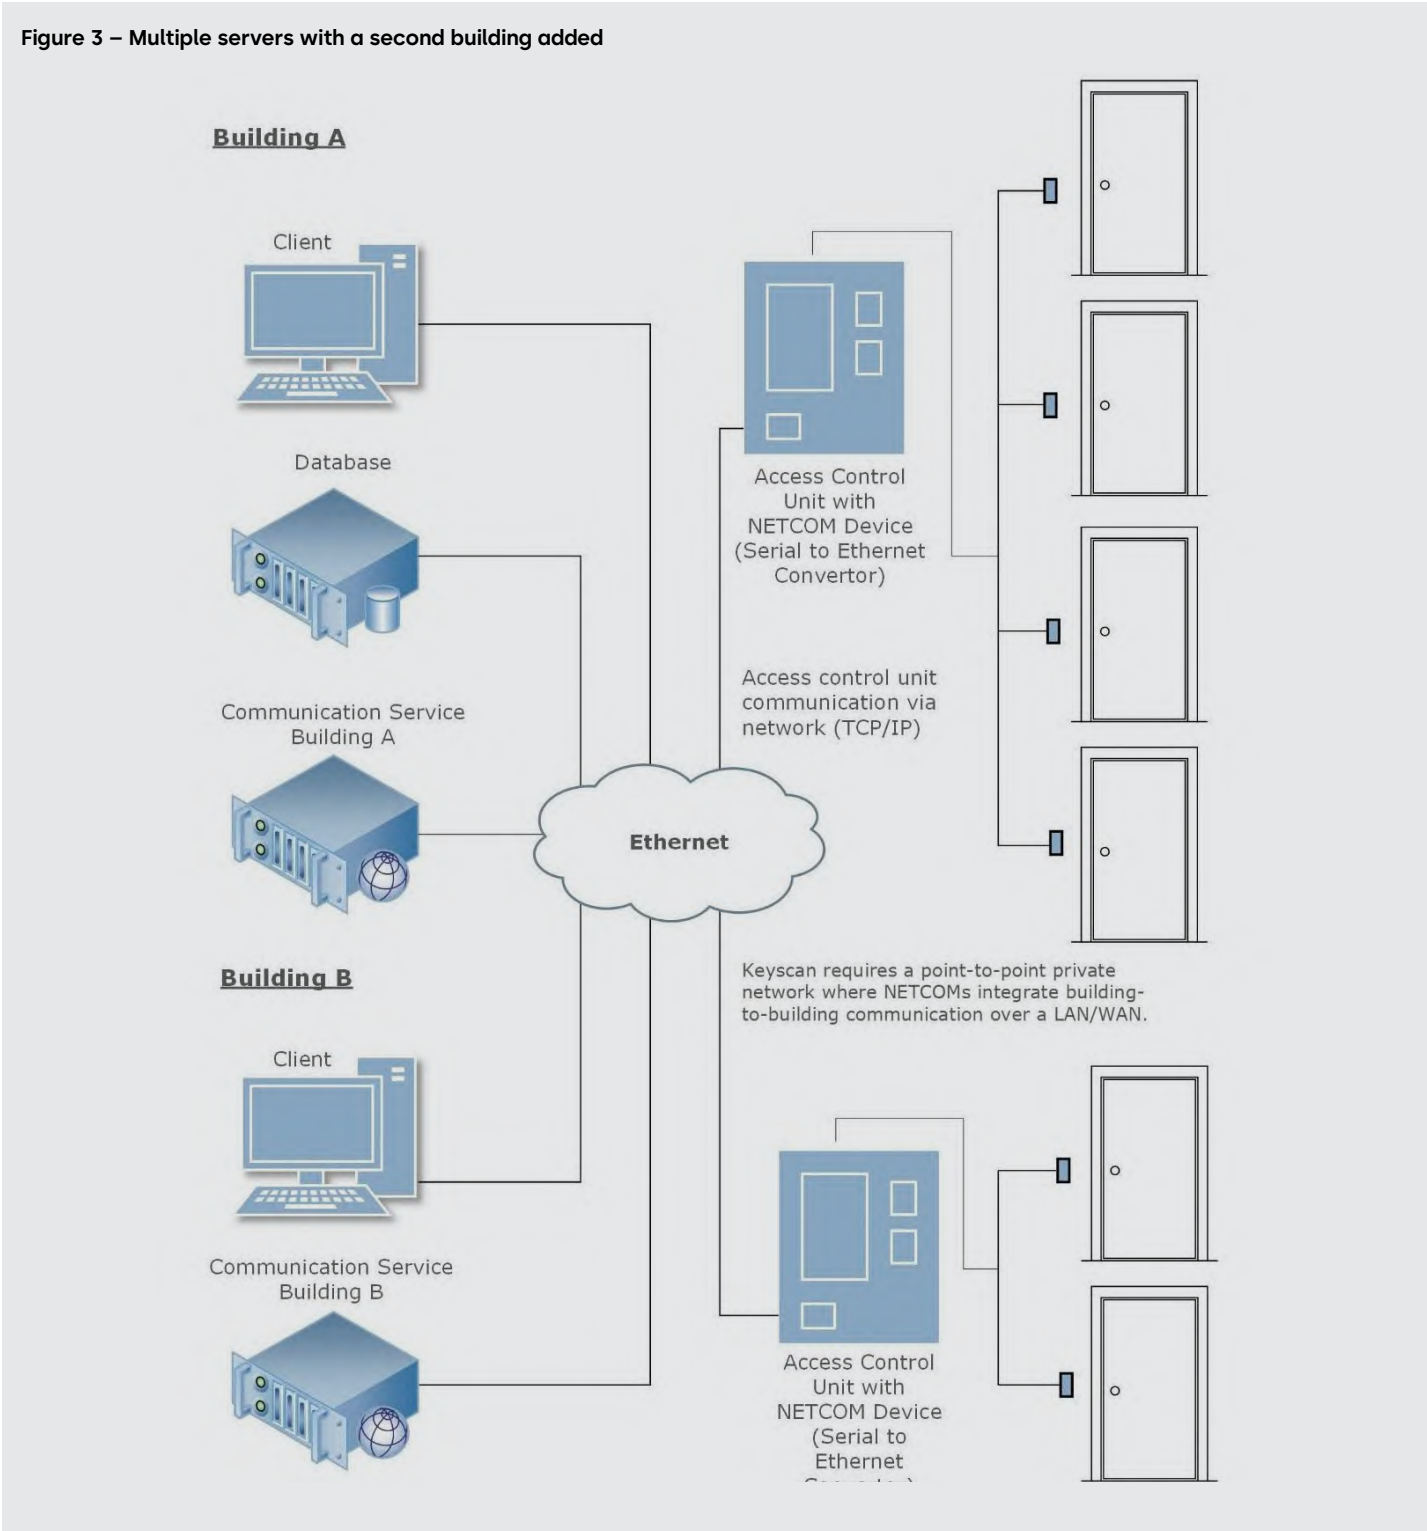 Figure 3 – Multiple servers with a second building added
Building A
Client
Database
Communication Service
Building A
Access Control
Unit with
NETCOM Device
(Serial to Ethernet
Convertor)
Access control unit
communication via
network (TCP/IP)
Ethernet
Building B
Client
Communication Service
Building B
Keyscan requires a point-to-point private
network where NETCOMs integrate building-
to-building communication over a LAN/WAN.
Access Control
Unit with
NETCOM Device
(Serial to
Ethernet